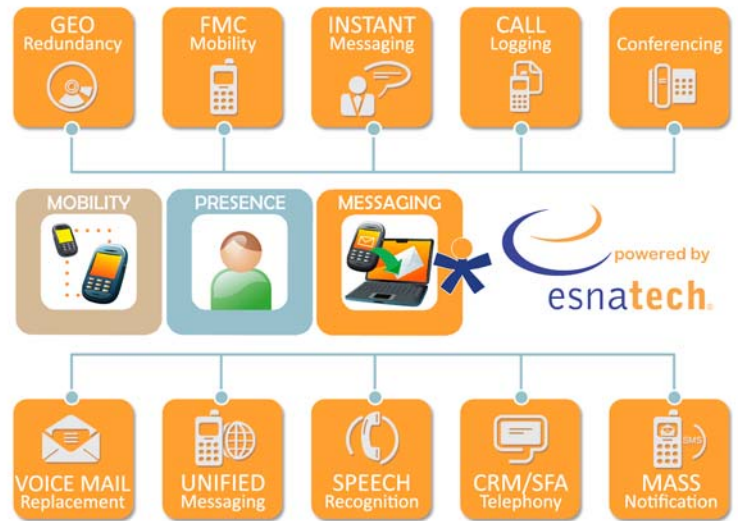 GEO
Redundancy
FMC
Mobility
INSTANT
Messaging
CALL
Logging
Conferencing
MOBILITY
PRESENCE
MESSAGING
powered by
esnatech®
VOICE MAIL
Replacement
UNIFIED
Messaging
SPEECH
Recognition
CRM/SFA
Telephony
SMS
MASS
Notification